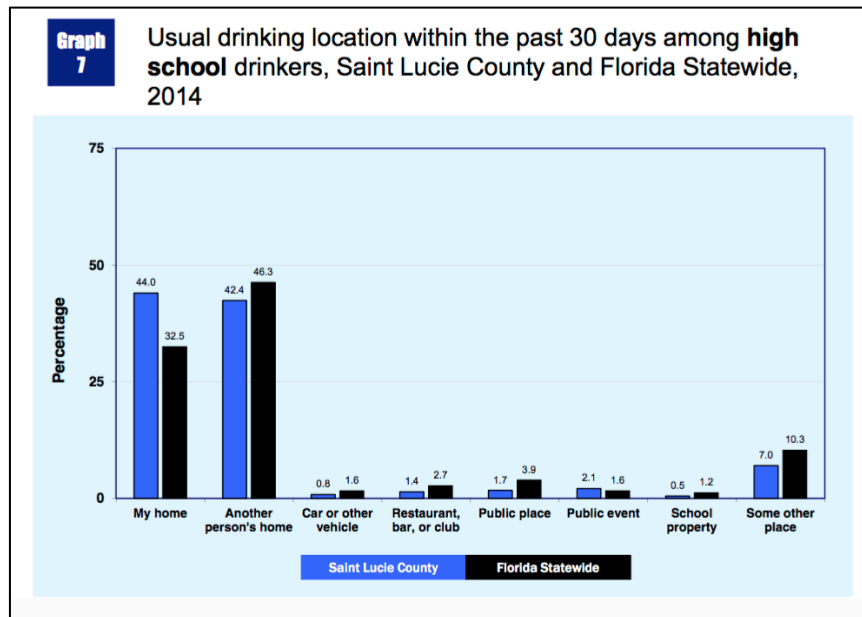 Graph
7
Usual drinking location within the past 30 days among high
school drinkers, Saint Lucie County and Florida Statewide,
2014
75
50
25
0
Percentage
44.0
32.5
42.4
46.3
0.8
1.6
1.4
2.7
1.7
3.9
2.1
1.6
0.5
1.2
7.0
10.3
My home
Another
person's home
Car or other
vehicle
Restaurant,
bar, or club
Public place
Public event
School
property
Some other
place
Saint Lucie County
Florida Statewide